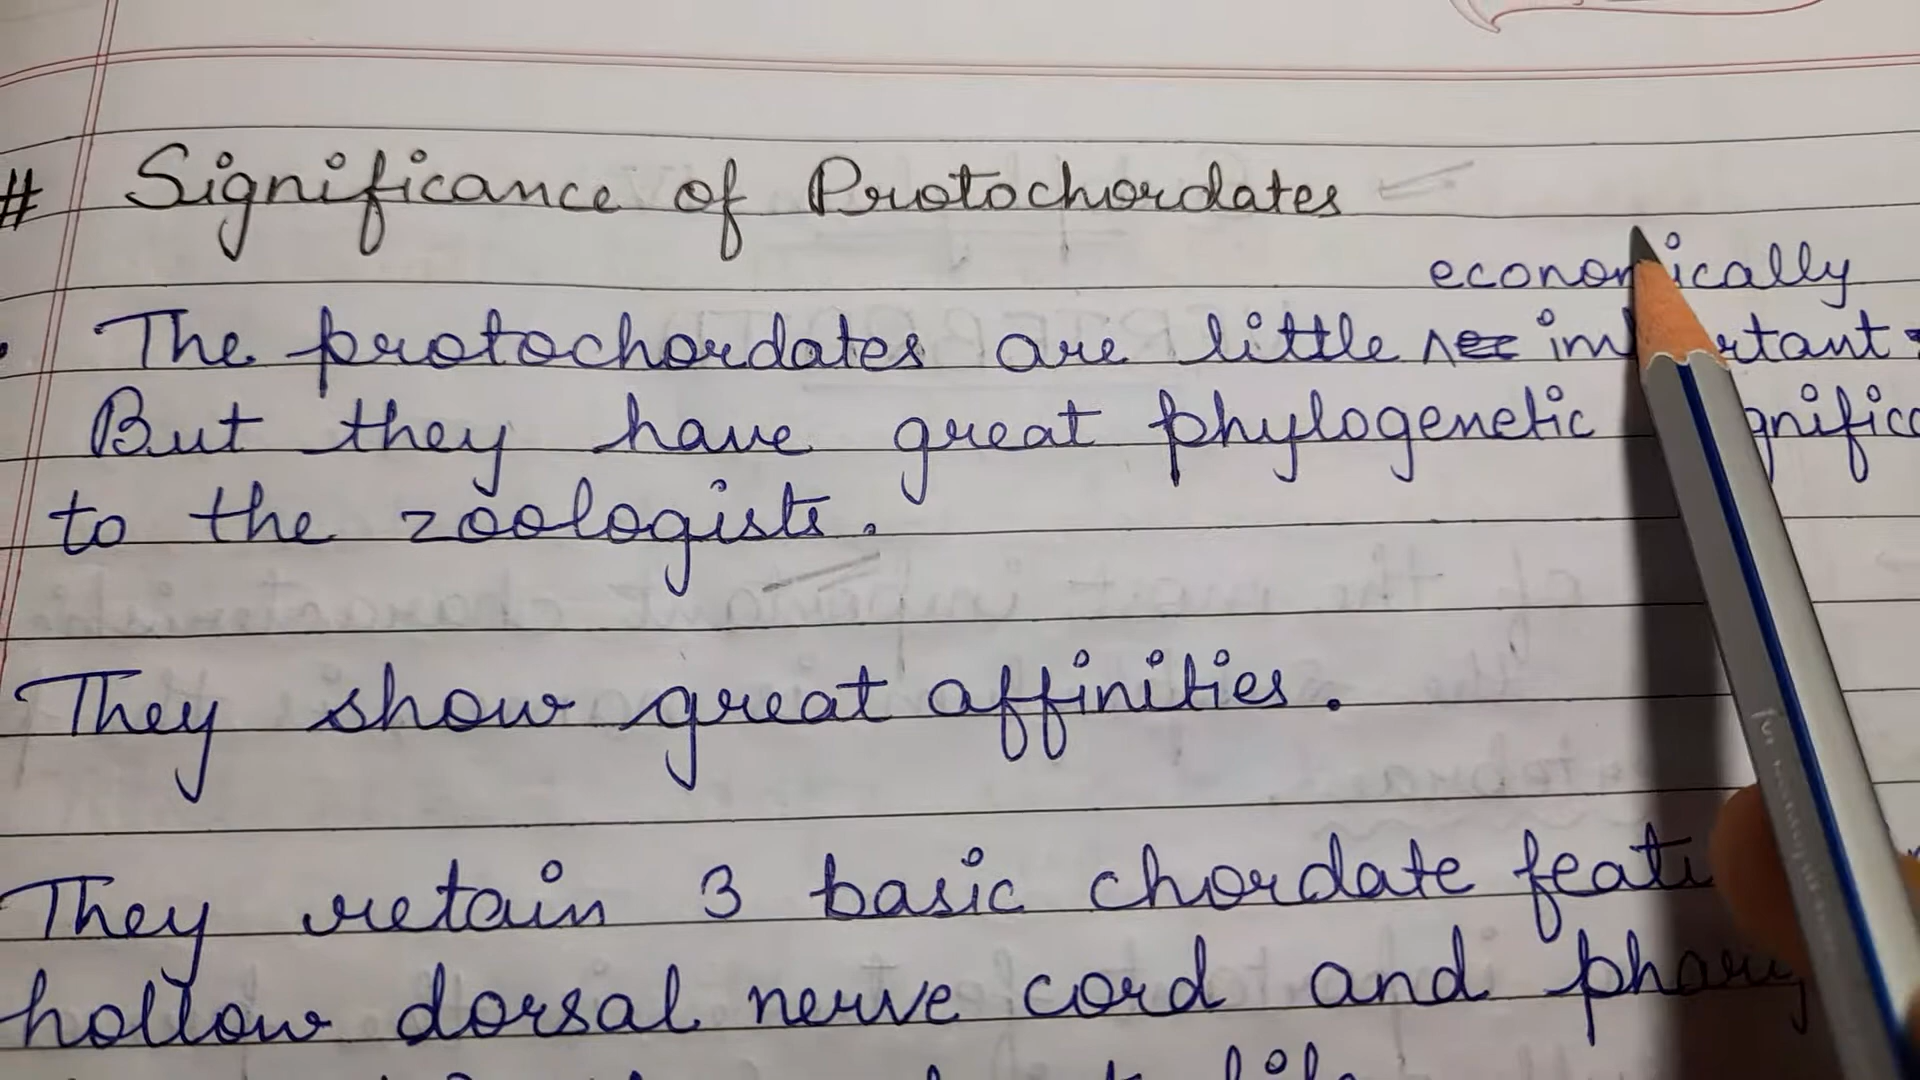 # Significance of Protochordates
economically
The protochordates are little important.
But they have great phylogenetic
to the zoologists.
They show great affinities.
They retain 3 basic chordate
hollow dorsal nerve cord and